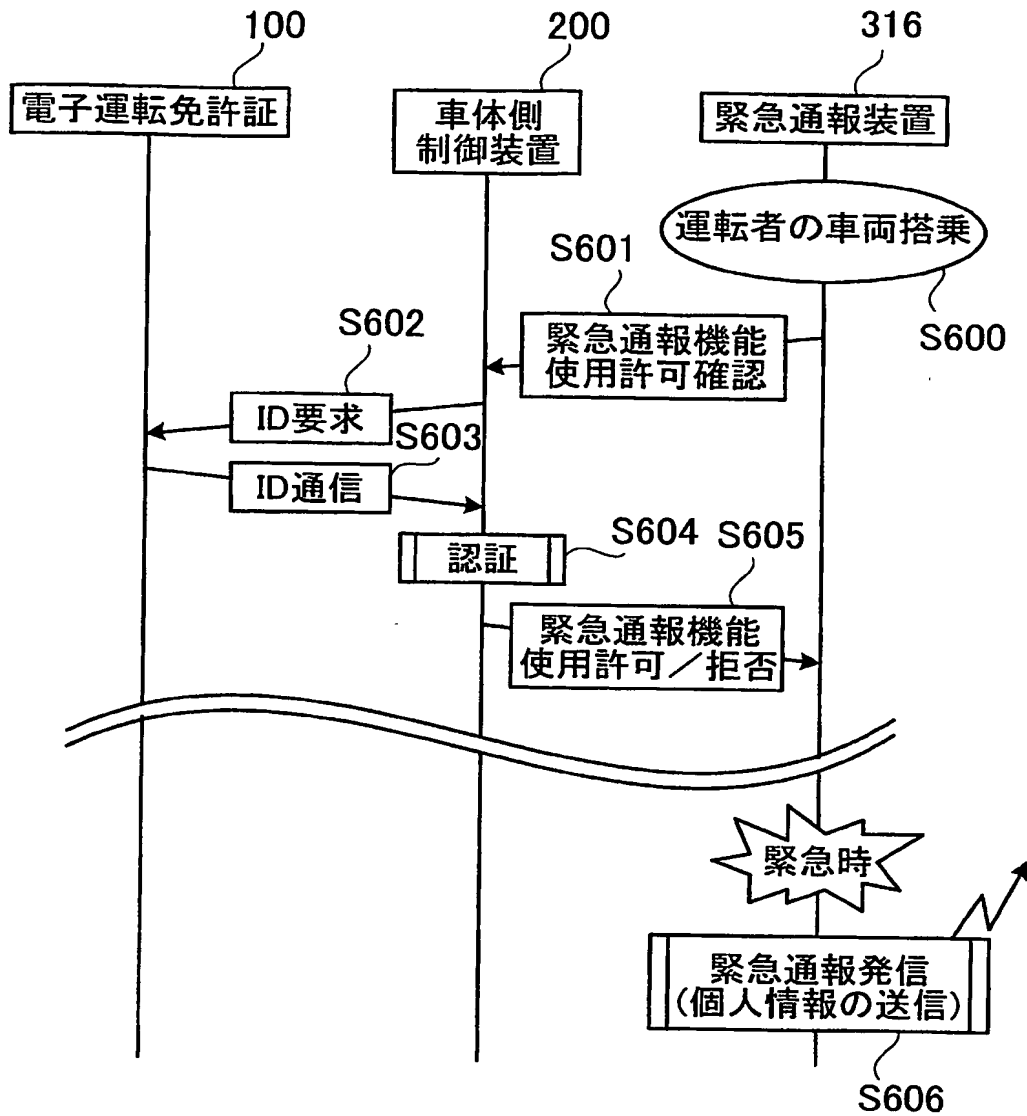 100
200
316
電子運転免許証
車体側
制御装置
緊急通報装置
運転者の車両搭乗
S600
S601
緊急通報機能
使用許可確認
S602
ID要求
S603
ID通信
S604
認証
S605
緊急通報機能
使用許可／拒否
緊急時
緊急通報発信
(個人情報の送信)
S606